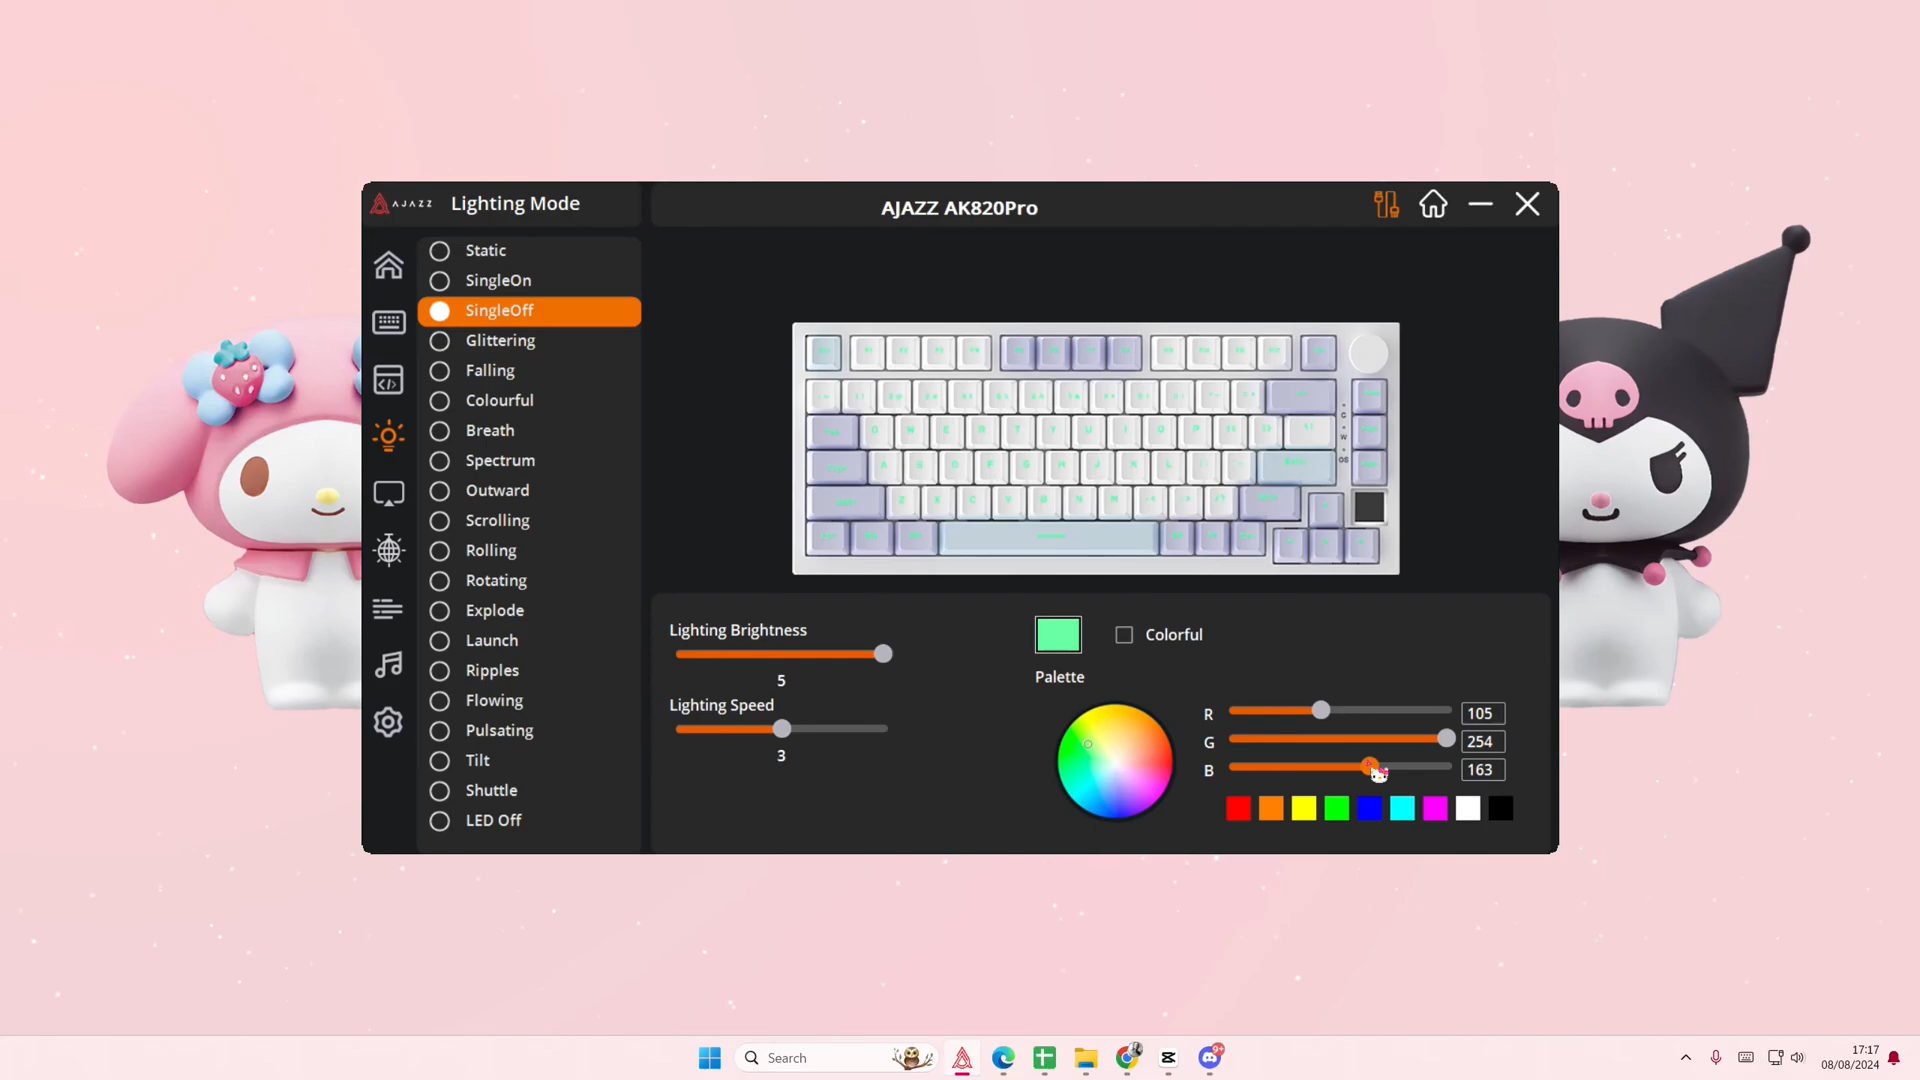 AJAZZ
Lighting Mode
AJAZZ AK820Pro
Static
SingleOn
SingleOff
Glittering
Falling
Colourful
Breath
Spectrum
Outward
Scrolling
Rolling
Rotating
Explode
Launch
Ripples
Flowing
Pulsating
Tilt
Shuttle
LED Off
Lighting Brightness
5
Lighting Speed
3
Colorful
Palette
R 105
G 254
B 163
Search
9+
17:17
08/08/2024